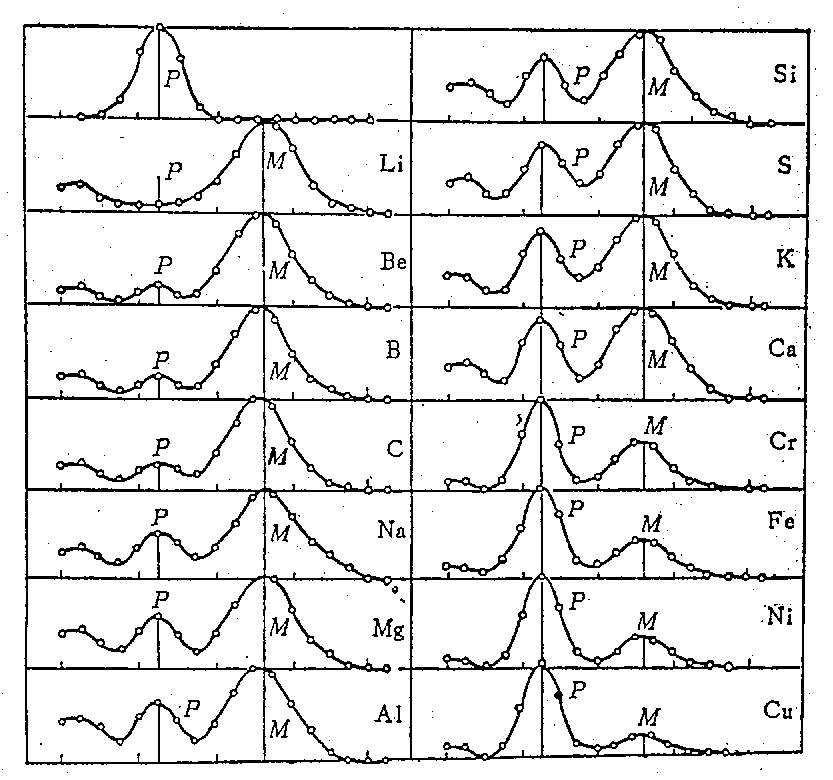 P
P M Li
P M Be
P M B
P M C
P M Na
P M Mg
P M Al
P M Si
P M S
P M K
P M Ca
P M Cr
P M Fe
P M Ni
P M Cu